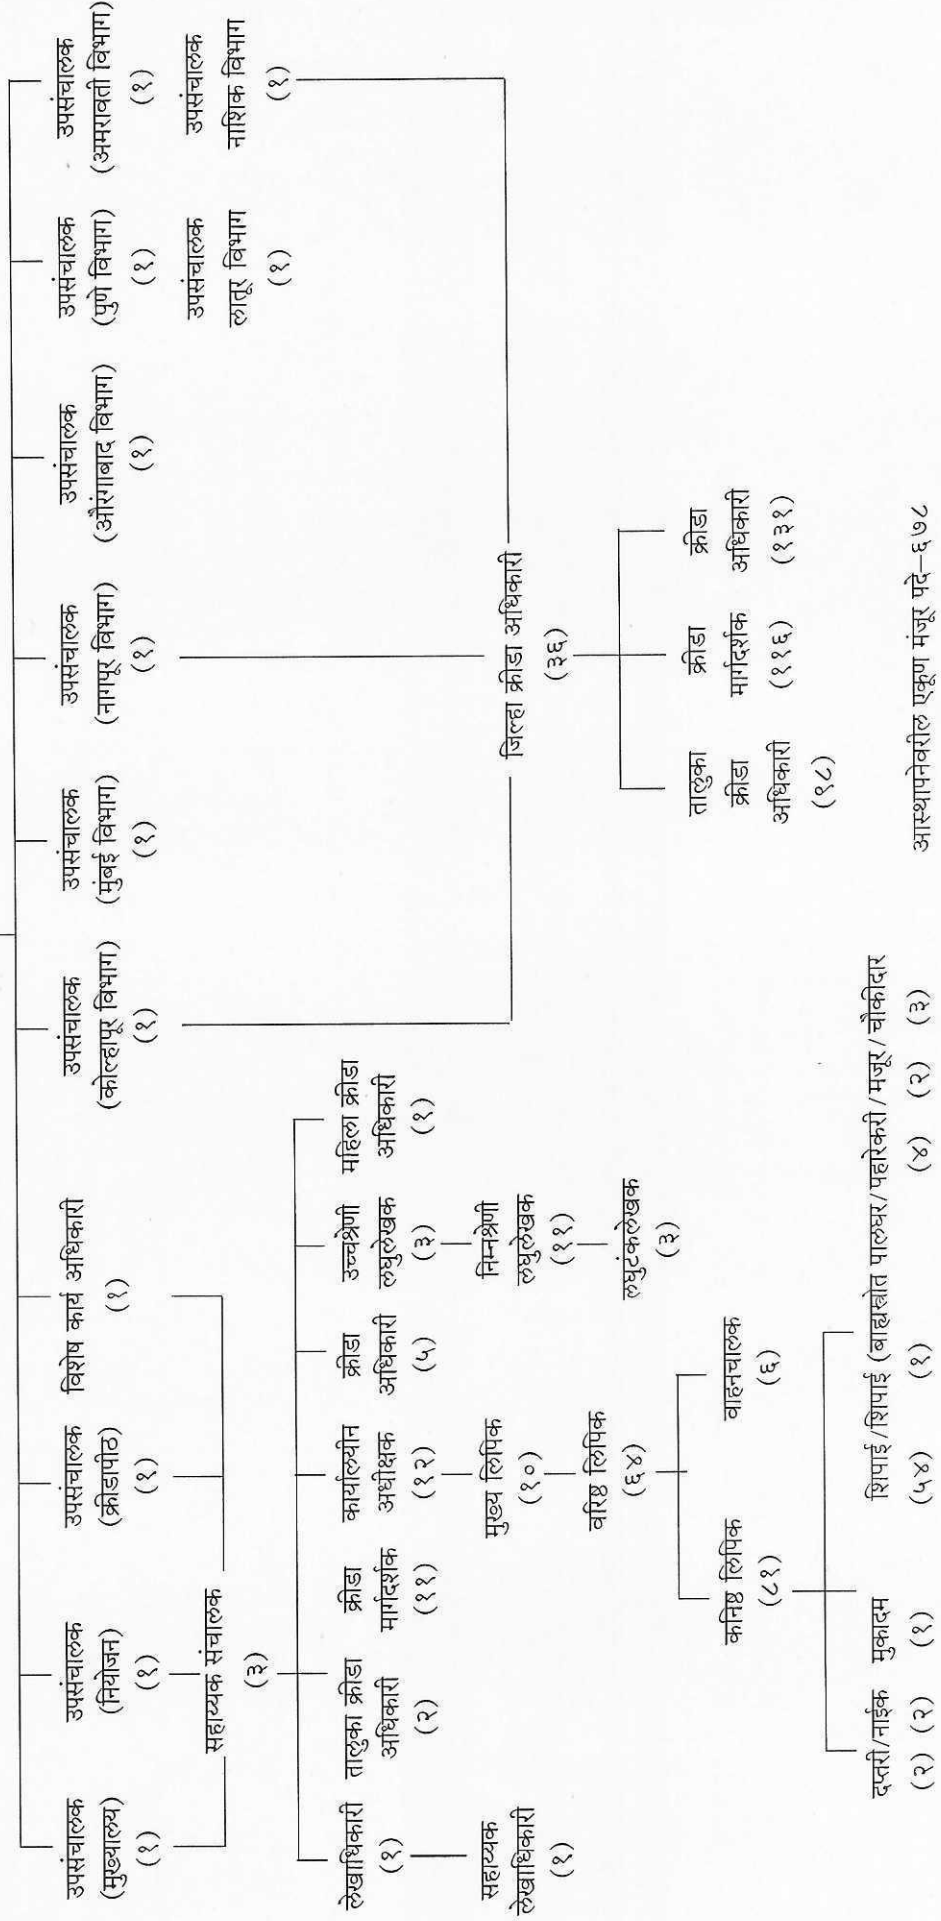 उपसंचालक
(मुख्यालय)
(१)
उपसंचालक
(नियोजन)
(१)
उपसंचालक
(क्रीडापीठ)
(१)
विशेष कार्य अधिकारी
(१)
उपसंचालक
(कोल्हापूर विभाग)
(१)
उपसंचालक
(मुंबई विभाग)
(१)
उपसंचालक
(नागपूर विभाग)
(१)
उपसंचालक
(औरंगाबाद विभाग)
(१)
उपसंचालक
(पुणे विभाग)
(१)
उपसंचालक
(अमरावती विभाग)
(१)
उपसंचालक
लातूर विभाग
(१)
उपसंचालक
नाशिक विभाग
(१)
सहाय्यक संचालक
(३)
लेखाधिकारी
(१)
सहाय्यक
लेखाधिकारी
(१)
तालुका क्रीडा
अधिकारी
(२)
क्रीडा
मार्गदर्शक
(११)
कार्यालयीन
अधीक्षक
(१२)
मुख्य लिपिक
(१०)
वरिष्ठ लिपिक
(६४)
क्रीडा
अधिकारी
(५)
उच्चश्रेणी
लघुलेखक
(३)
निम्नश्रेणी
लघुलेखक
(११)
लघुटंकलेखक
(३)
महिला क्रीडा
अधिकारी
(१)
कनिष्ठ लिपिक
(८१)
वाहनचालक
(६)
दप्तरी/नाईक
(२) (२)
मुकादम
(१)
शिपाई/शिपाई (बाह्यस्त्रोत पालघर/पहारेकरी/मजूर/चौकीदार
(५४) (१) (४) (२) (३)
जिल्हा क्रीडा अधिकारी
(३६)
तालुका
क्रीडा
अधिकारी
(९८)
क्रीडा
मार्गदर्शक
(११६)
क्रीडा
अधिकारी
(१३१)
आस्थापनेवरील एकूण मंजूर पदे–६७८